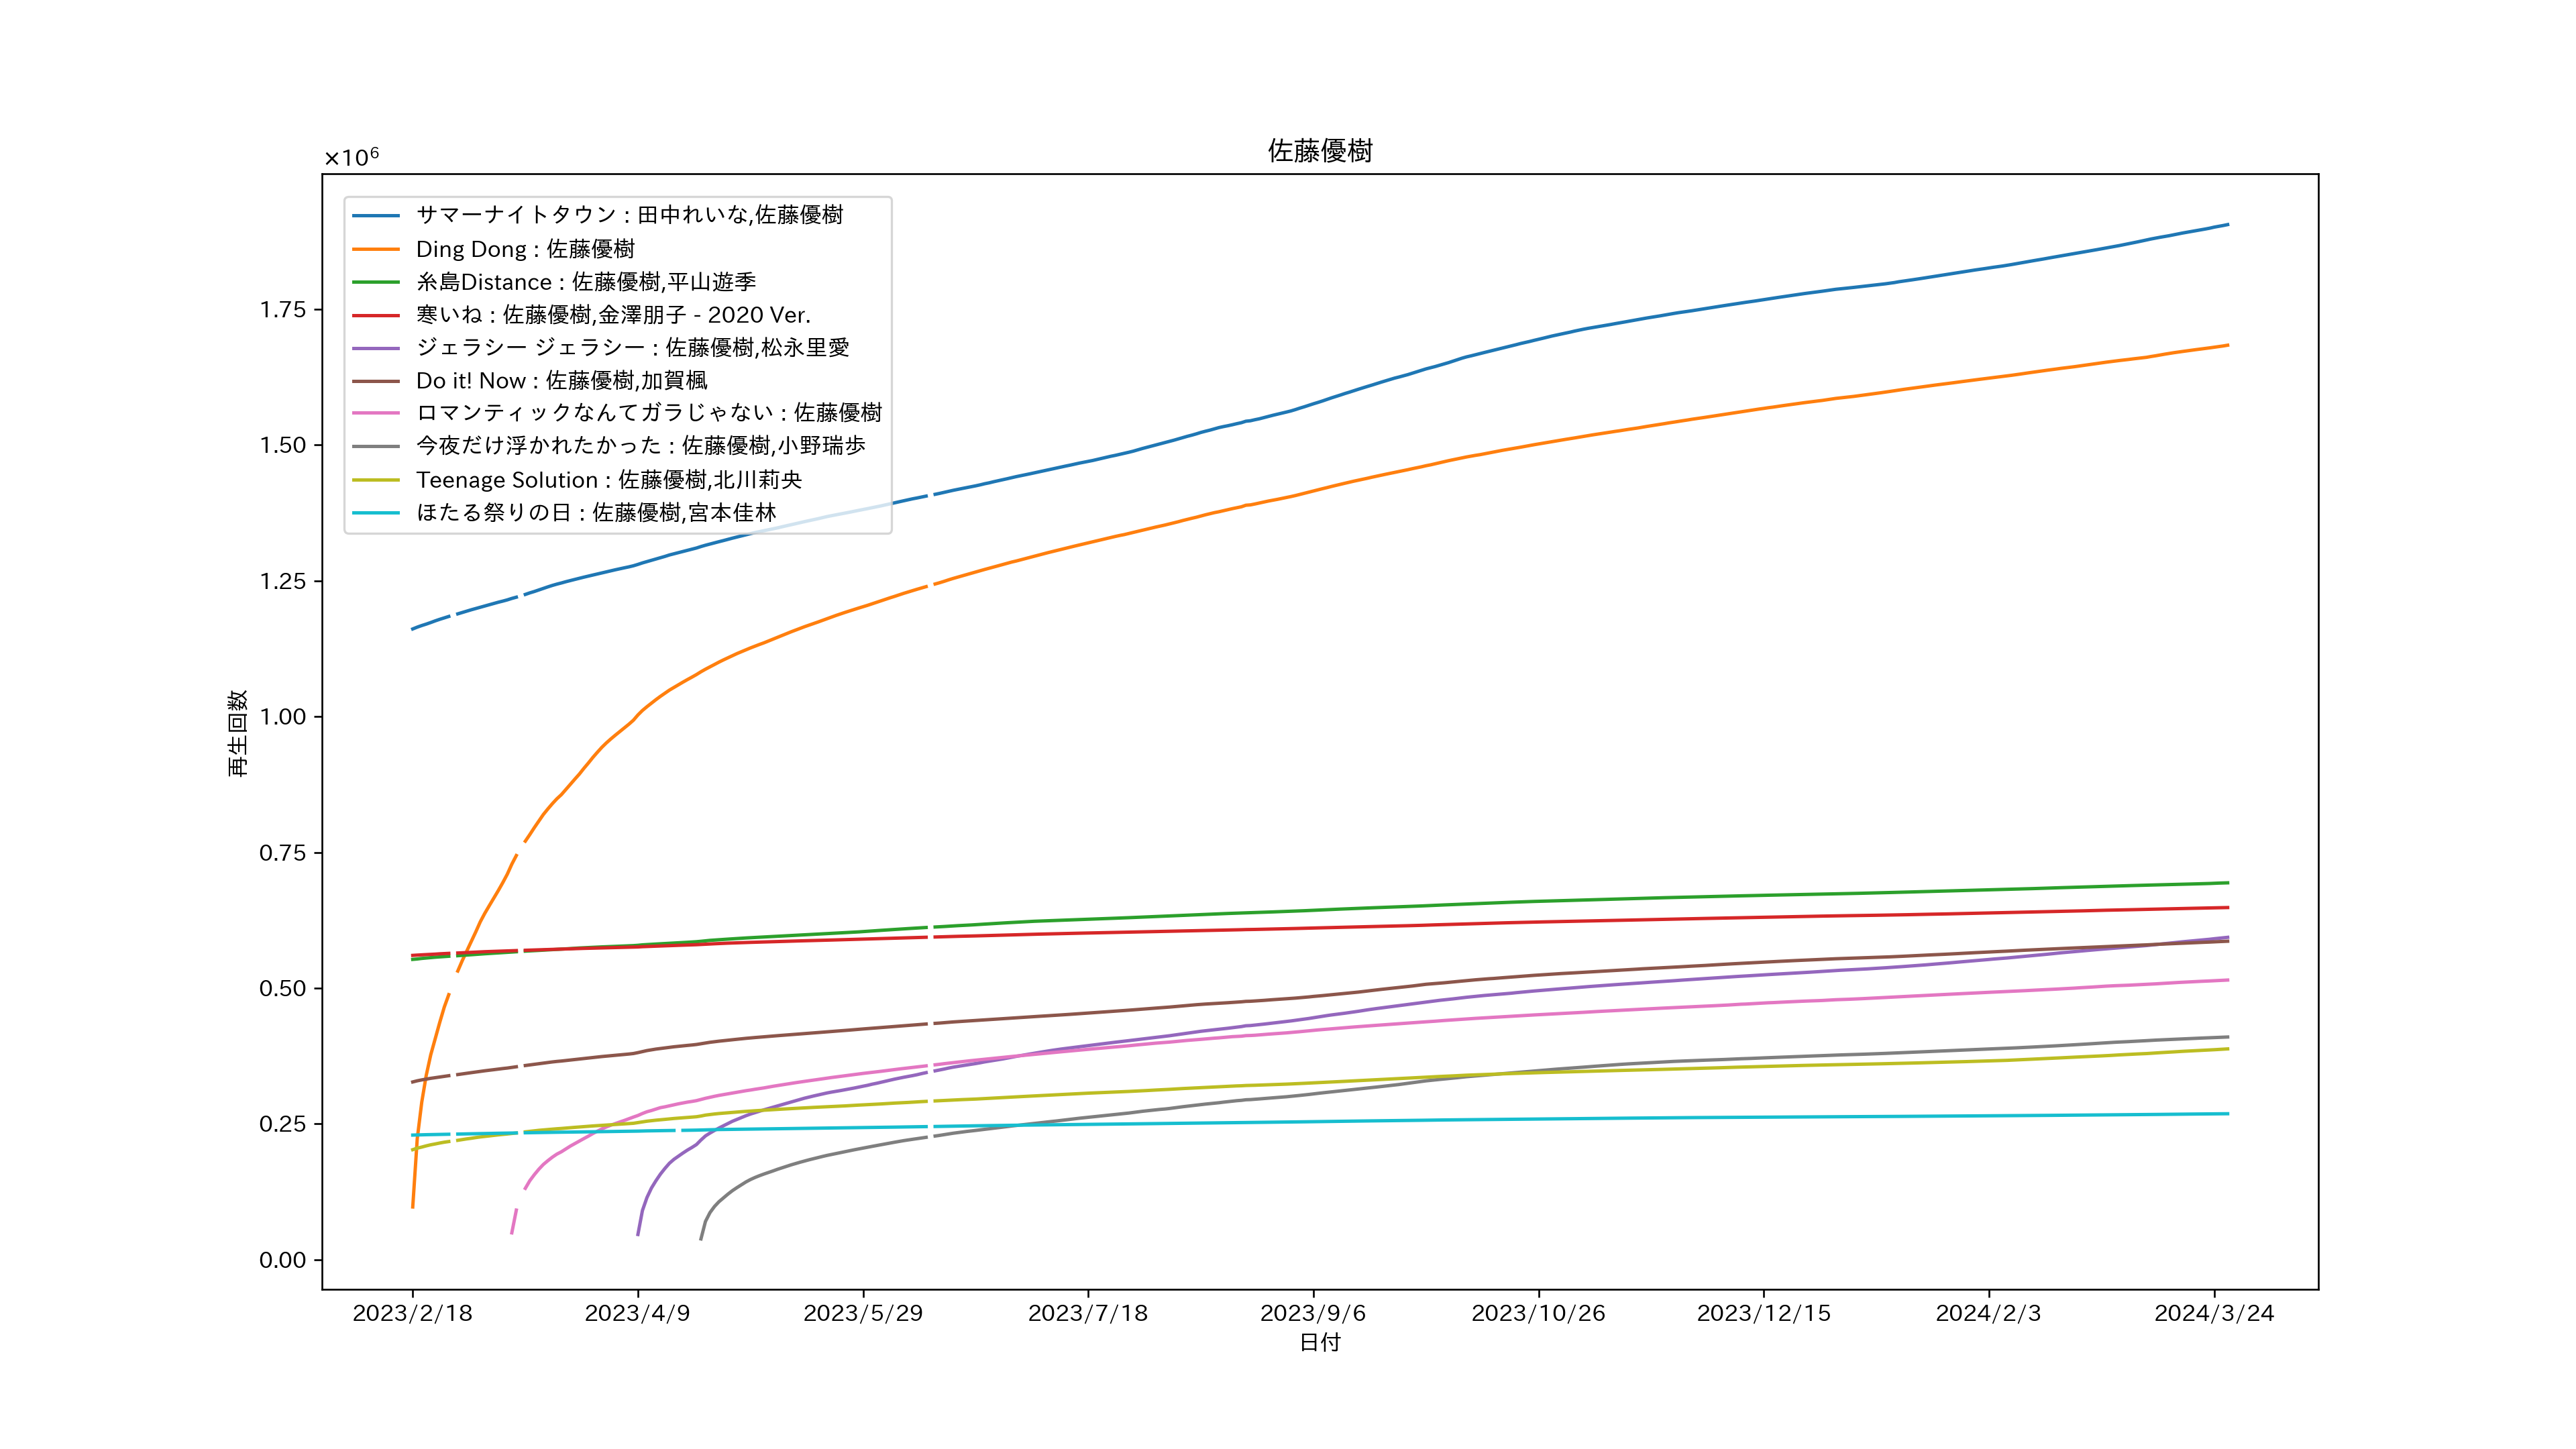 佐藤優樹
×10⁶
サマーナイトタウン : 田中れいな,佐藤優樹
Ding Dong : 佐藤優樹
糸島Distance : 佐藤優樹,平山遊季
寒いね : 佐藤優樹,金澤朋子 - 2020 Ver.
ジェラシー ジェラシー : 佐藤優樹,松永里愛
Do it! Now : 佐藤優樹,加賀楓
ロマンティックなんてガラじゃない : 佐藤優樹
今夜だけ浮かれたかった : 佐藤優樹,小野瑞歩
Teenage Solution : 佐藤優樹,北川莉央
ほたる祭りの日 : 佐藤優樹,宮本佳林
1.75
1.50
1.25
1.00
0.75
0.50
0.25
0.00
再生回数
2023/2/18 2023/4/9 2023/5/29 2023/7/18 2023/9/6 2023/10/26 2023/12/15 2024/2/3 2024/3/24
日付